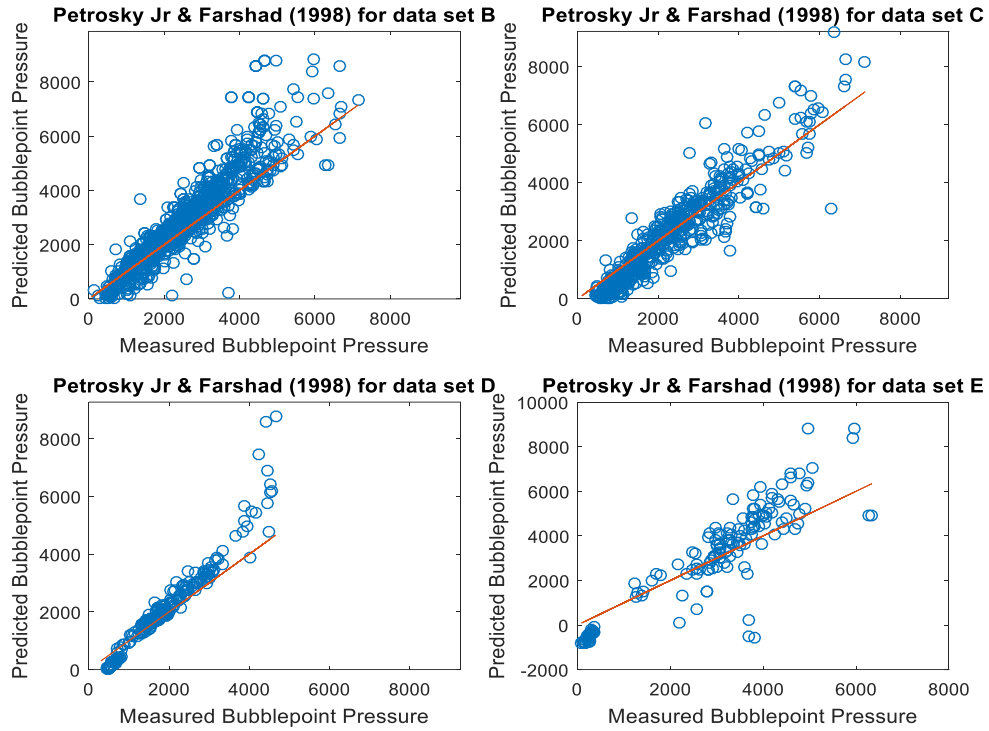 Petrosky Jr & Farshad (1998) for data set B
Predicted Bubblepoint Pressure
8000
6000
4000
2000
0
0 2000 4000 6000 8000
Measured Bubblepoint Pressure
Petrosky Jr & Farshad (1998) for data set C
Predicted Bubblepoint Pressure
8000
6000
4000
2000
0
0 2000 4000 6000 8000
Measured Bubblepoint Pressure
Petrosky Jr & Farshad (1998) for data set D
Predicted Bubblepoint Pressure
8000
6000
4000
2000
0
0 2000 4000 6000 8000
Measured Bubblepoint Pressure
Petrosky Jr & Farshad (1998) for data set E
Predicted Bubblepoint Pressure
10000
8000
6000
4000
2000
0
-2000
0 2000 4000 6000 8000
Measured Bubblepoint Pressure